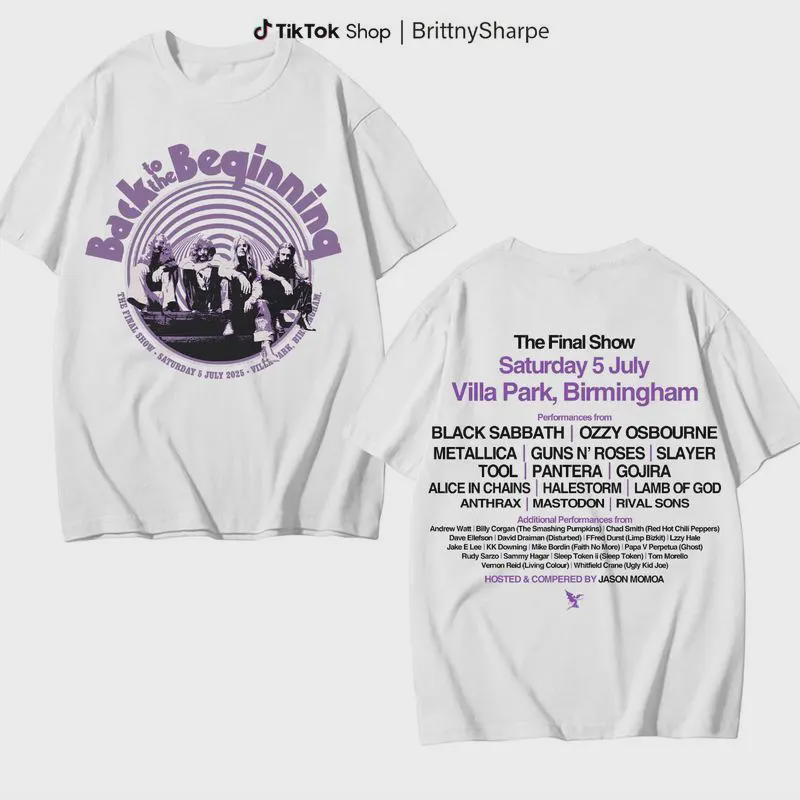 TikTok Shop | BrittnySharpe
Back to the Beginning
THE FINAL SHOW • SATURDAY 5 JULY 2025 • VILLA PARK, BIRMINGHAM.
The Final Show
Saturday 5 July
Villa Park, Birmingham
Performances from
BLACK SABBATH | OZZY OSBOURNE
METALLICA | GUNS N' ROSES | SLAYER
TOOL | PANTERA | GOJIRA
ALICE IN CHAINS | HALESTORM | LAMB OF GOD
ANTHRAX | MASTODON | RIVAL SONS
Additional Performances from
Andrew Watt | Billy Corgan (The Smashing Pumpkins) | Chad Smith (Red Hot Chili Peppers)
Dave Ellefson | David Draiman (Disturbed) | FFred Durst (Limp Bizkit) | Lzzy Hale
Jake E Lee | KK Downing | Mike Bordin (Faith No More) | Papa V Perpetua (Ghost)
Rudy Sarzo | Sammy Hagar | Sleep Token ii (Sleep Token) | Tom Morello
Vernon Reid (Living Colour) | Whitfield Crane (Ugly Kid Joe)
HOSTED & COMPERED BY JASON MOMOA